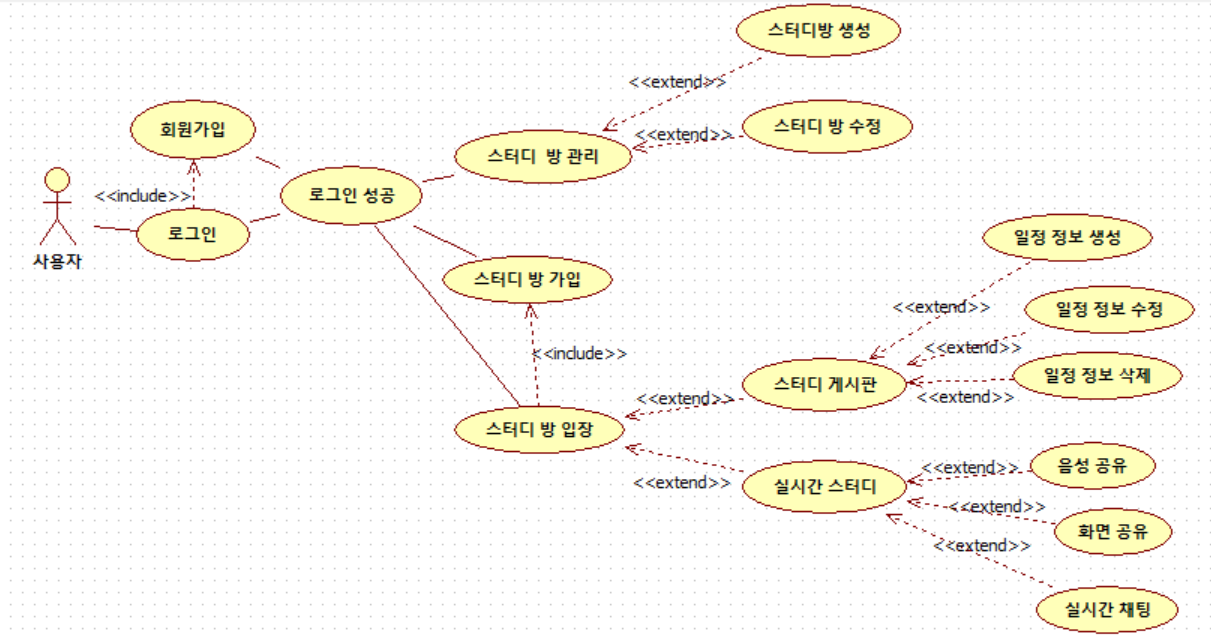 스터디방 생성
<<extend>>
스터디 방 수정
<<extend>>
회원가입
스터디 방 관리
<<include>>
로그인 성공
로그인
사용자
일정 정보 생성
스터디 방 가입
<<extend>>
일정 정보 수정
<<extend>>
<<include>>
일정 정보 삭제
스터디 게시판
<<extend>>
<<extend>>
스터디 방 입장
음성 공유
<<extend>>
<<extend>>
실시간 스터디
<<extend>>
화면 공유
<<extend>>
실시간 채팅